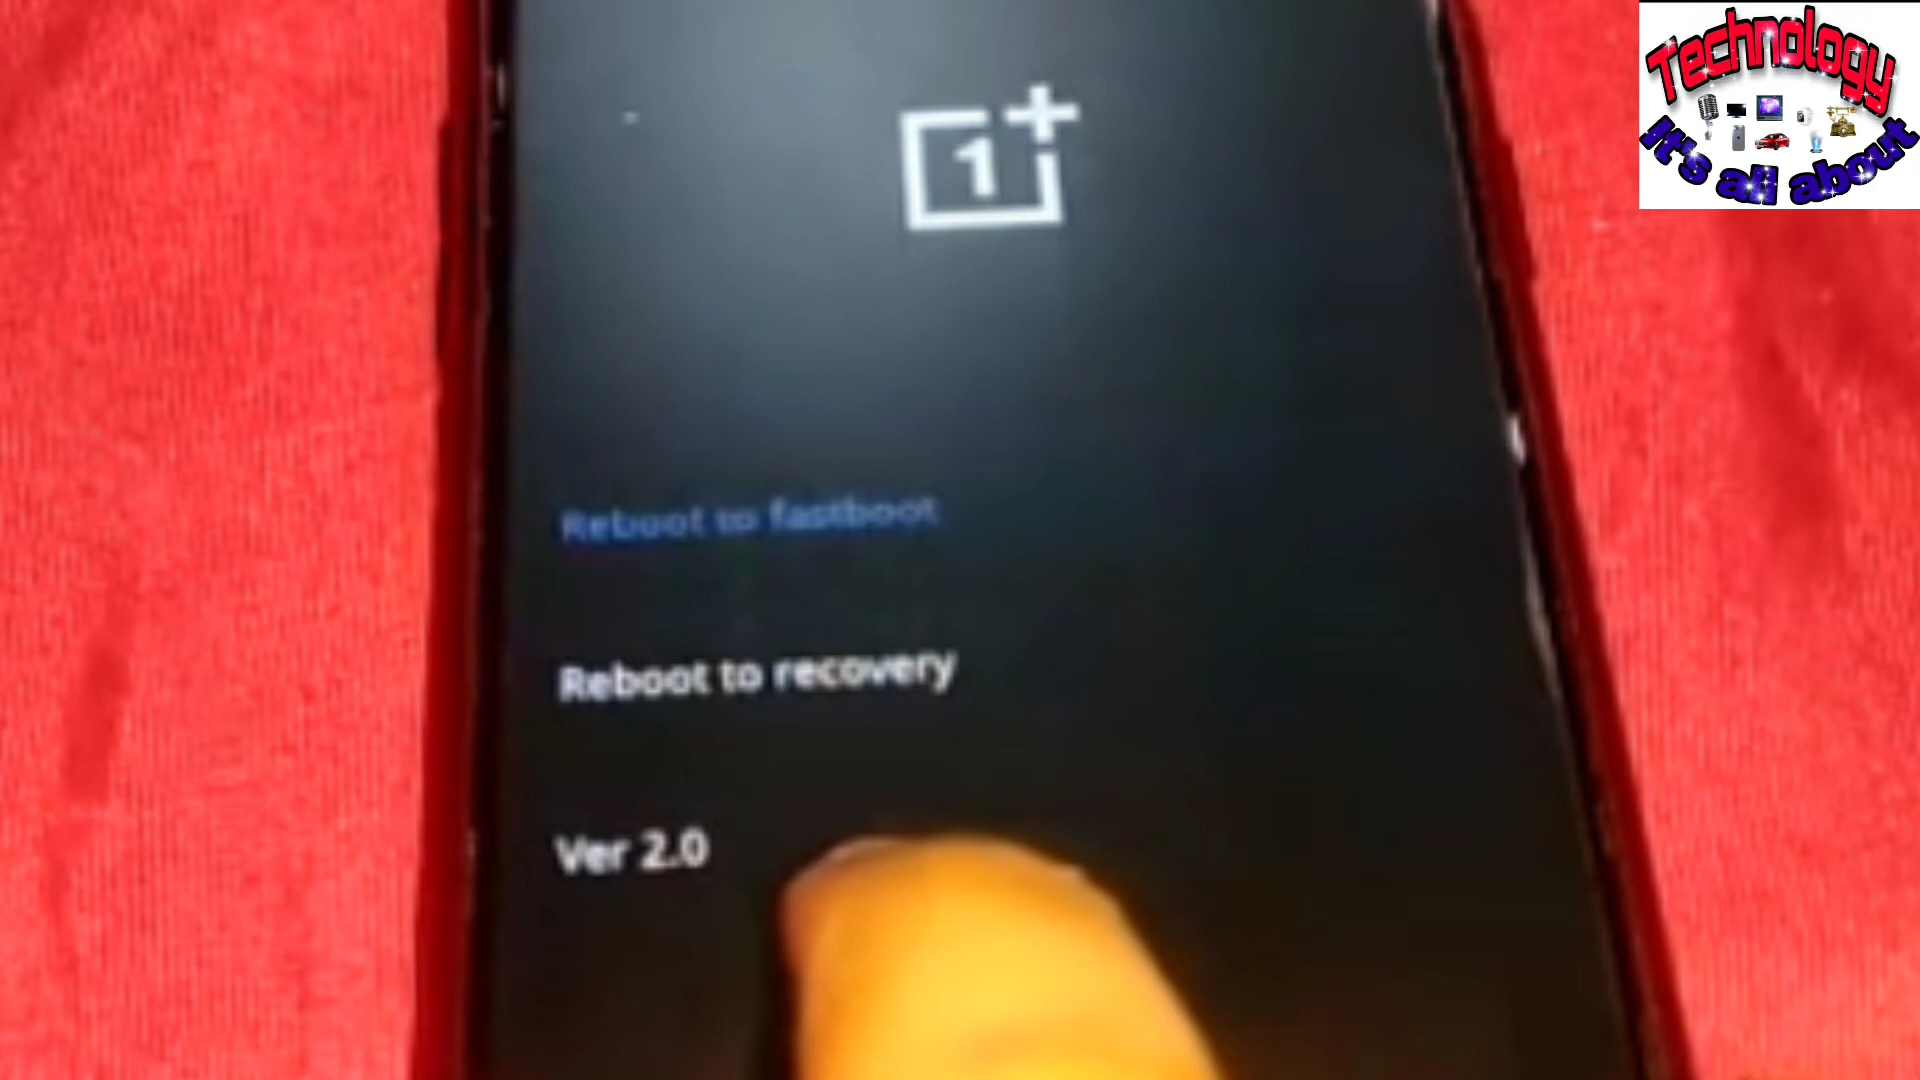 Technology
It's all about
1+
Reboot to fastboot
Reboot to recovery
Ver 2.0